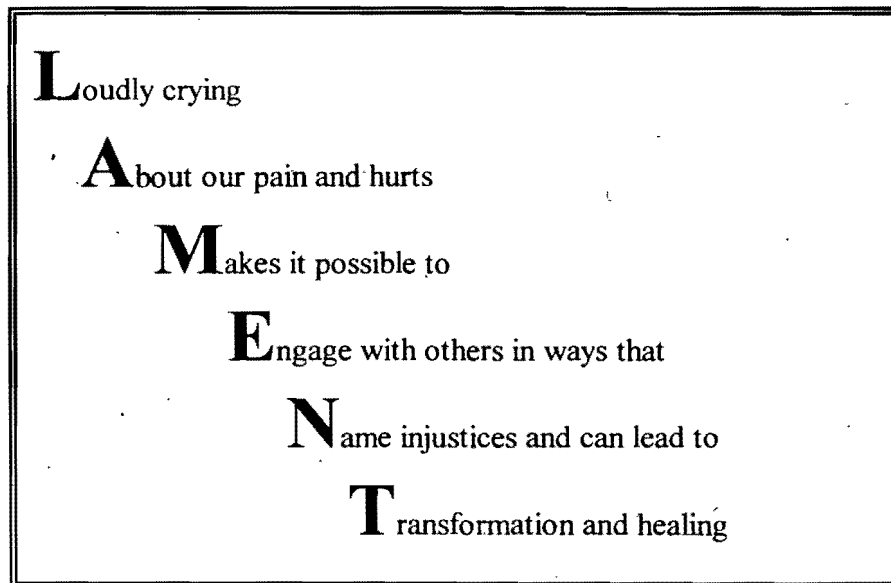 Loudly crying
About our pain and hurts
Makes it possible to
Engage with others in ways that
Name injustices and can lead to
Transformation and healing